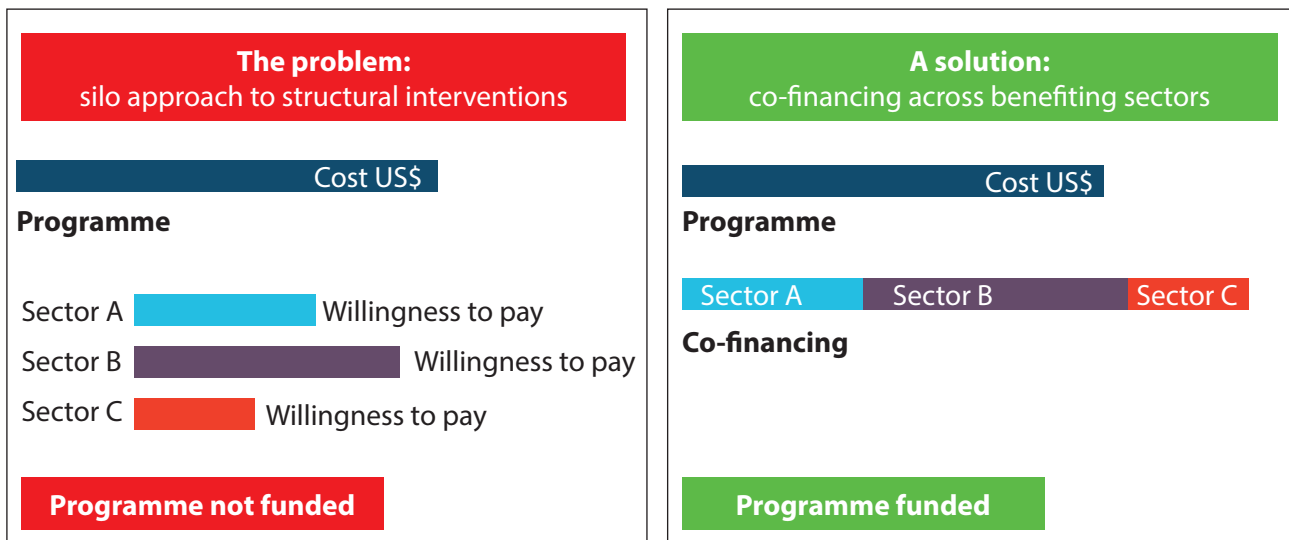 The problem:
silo approach to structural interventions
Cost US$
Programme
Sector A Willingness to pay
Sector B Willingness to pay
Sector C Willingness to pay
Programme not funded
A solution:
co-financing across benefiting sectors
Cost US$
Programme
Sector A Sector B Sector C
Co-financing
Programme funded